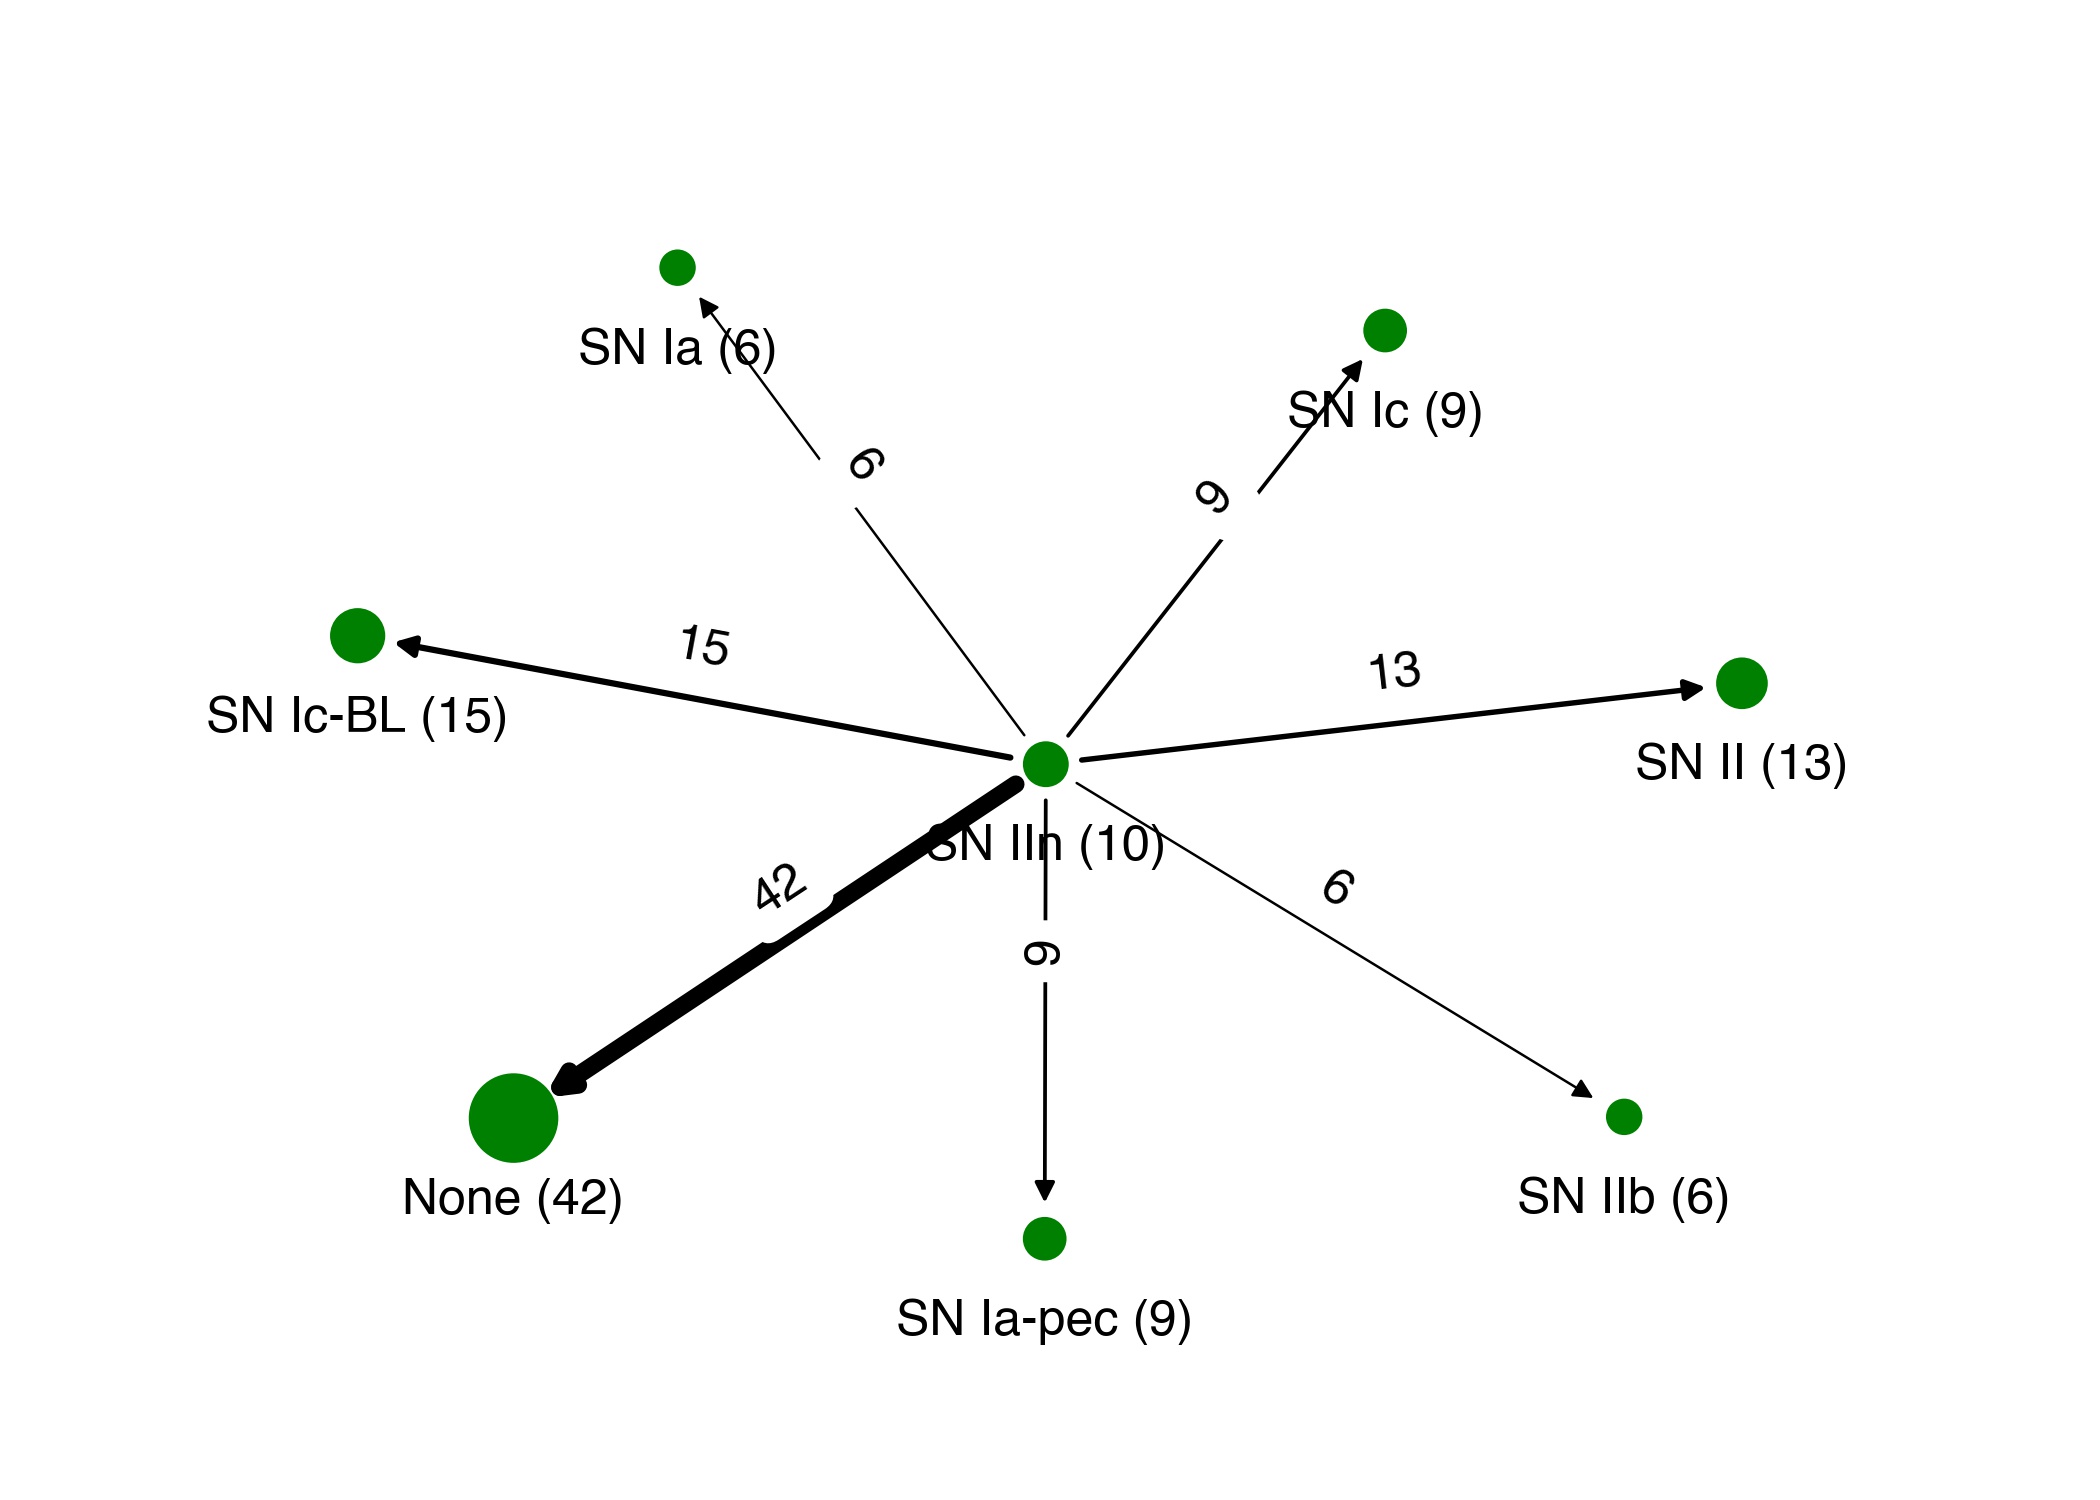 SN Ia (6)
SN Ic (9)
6
9
15
13
SN Ic-BL (15)
SN II (13)
SN IIn (10)
42
6
9
None (42)
SN IIb (6)
SN Ia-pec (9)